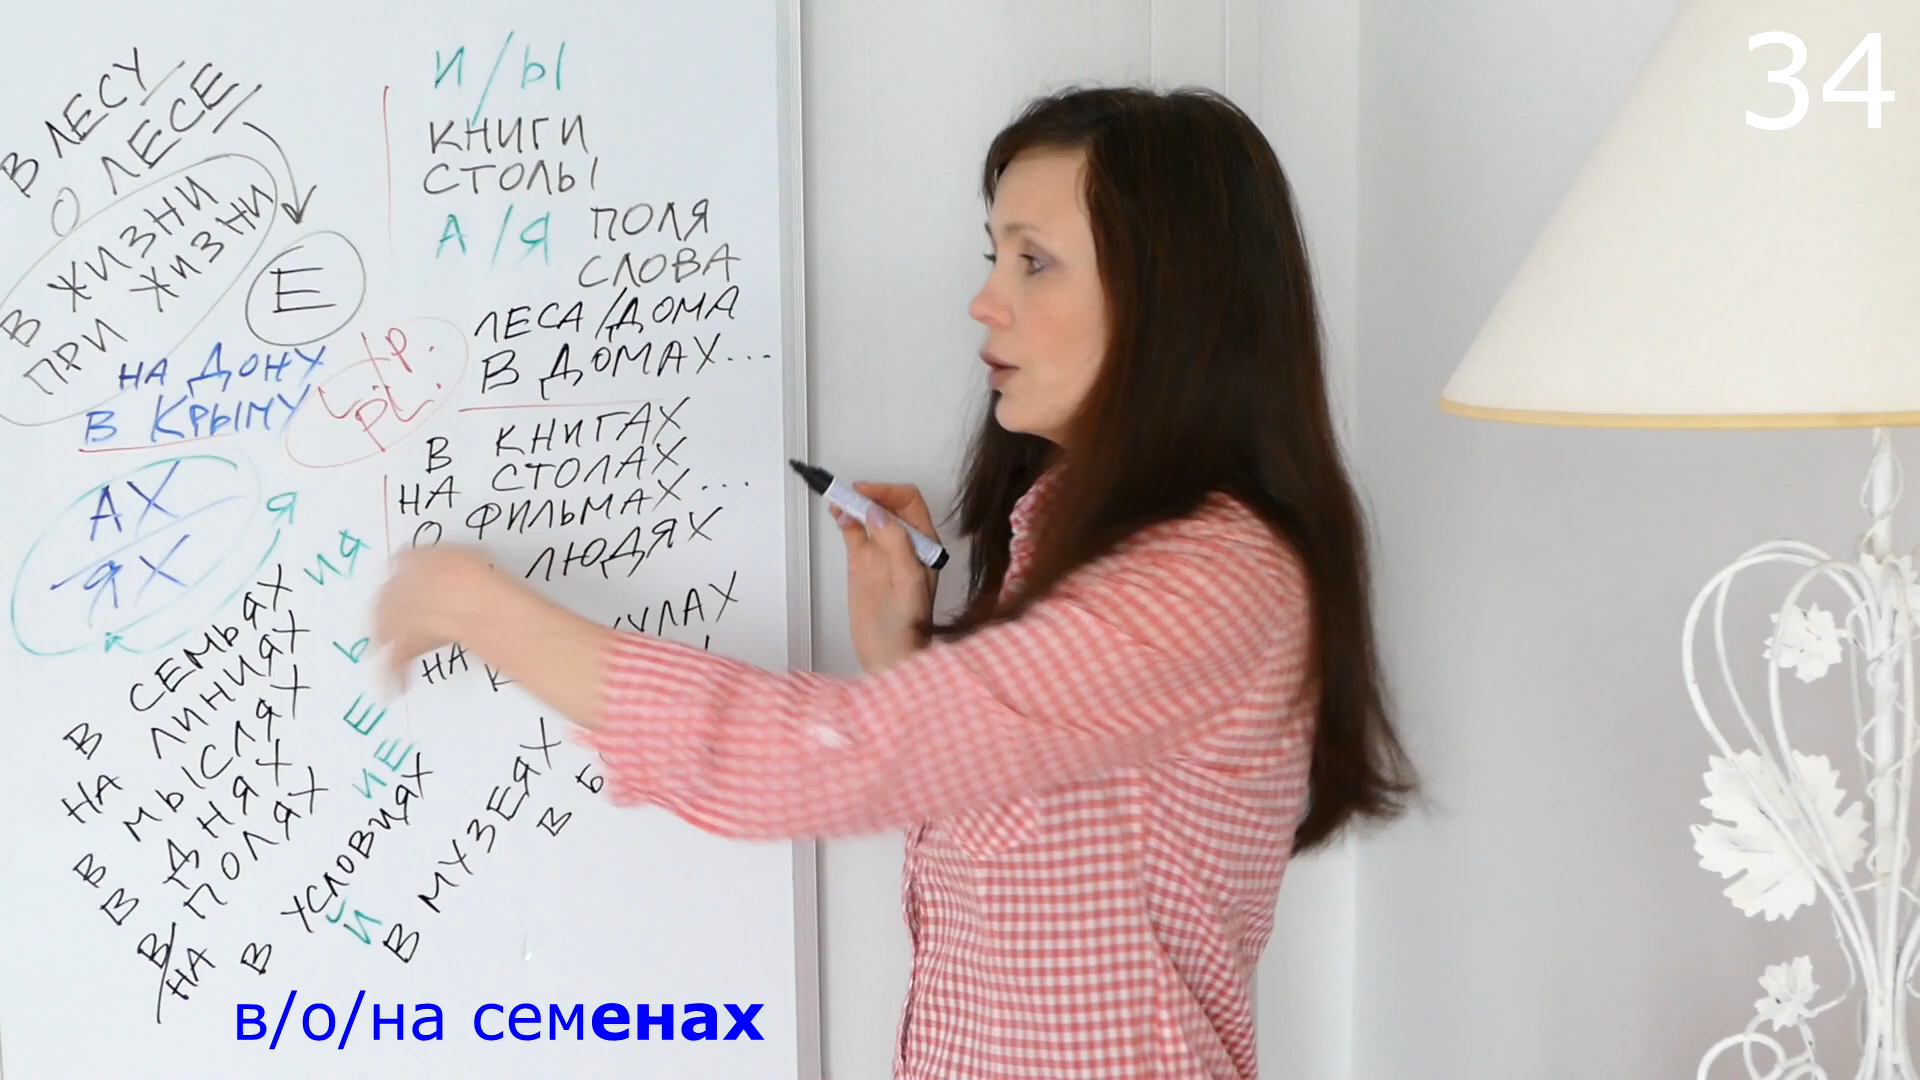 34
В ЛЕСУ
О ЛЕСЕ
В ЖИЗНИ
ПРИ ЖИЗНИ
Е
НА ДОНУ
В КРЫМУ
АХ
ЯХ
И/Ы
КНИГИ
СТОЛЫ
А/Я ПОЛЯ
СЛОВА
ЛЕСА/ДОМА
В ДОМАХ...
PL.
В КНИГАХ
НА СТОЛАХ
О ФИЛЬМАХ...
ЛЮДЯХ
НА
Я
ИЯ
Ь
Е
ИЕ
Й
В СЕМЬЯХ
НА ЛИНИЯХ
В МЫСЛЯХ
В ДНЯХ
В/НА ПОЛЯХ
В УСЛОВИЯХ
В МУЗЕЯХ
В
в/о/на семенах